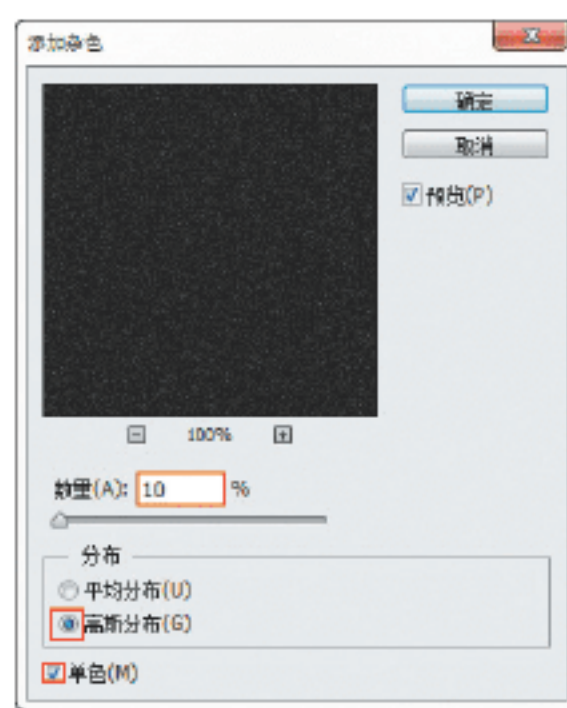 添加杂色
确定
取消
预览(P)
100%
数量(A): 10 %
分布
平均分布(U)
高斯分布(G)
单色(M)